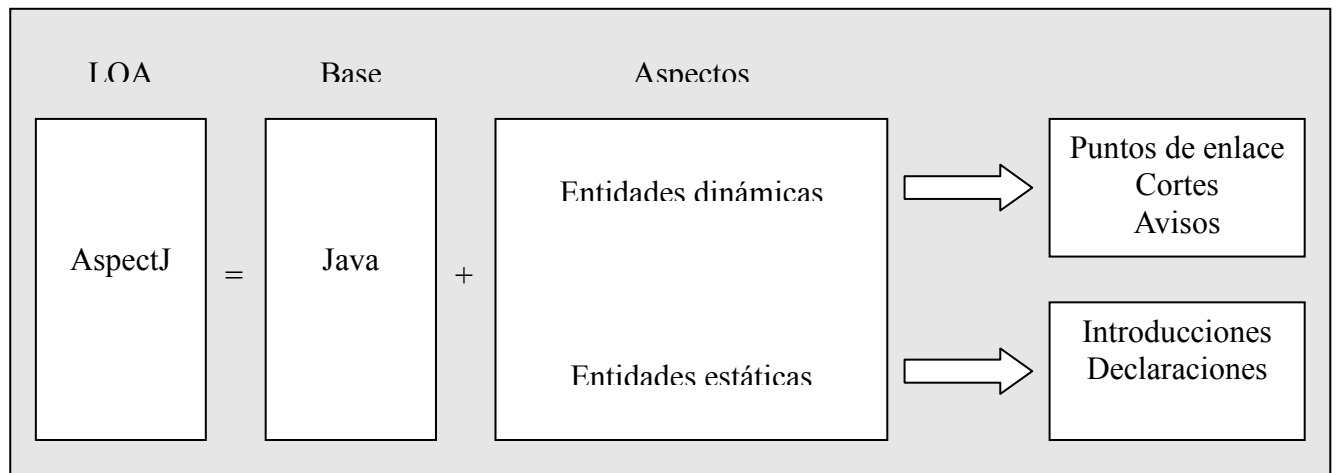 LOA
Base
Aspectos
AspectJ
=
Java
+
Entidades dinámicas
Entidades estáticas
Puntos de enlace
Cortes
Avisos
Introducciones
Declaraciones